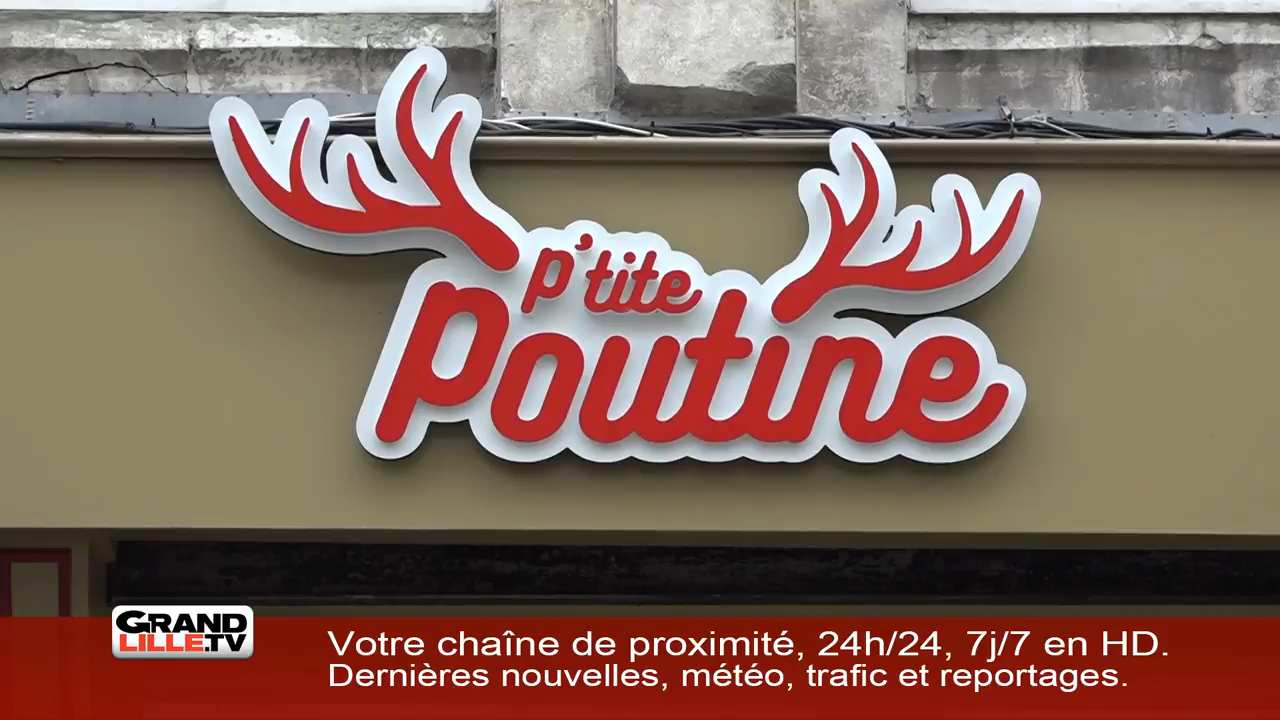 p'tite
poutine
GRAND
LILLE.TV
Votre chaîne de proximité, 24h/24, 7j/7 en HD.
Dernières nouvelles, météo, trafic et reportages.